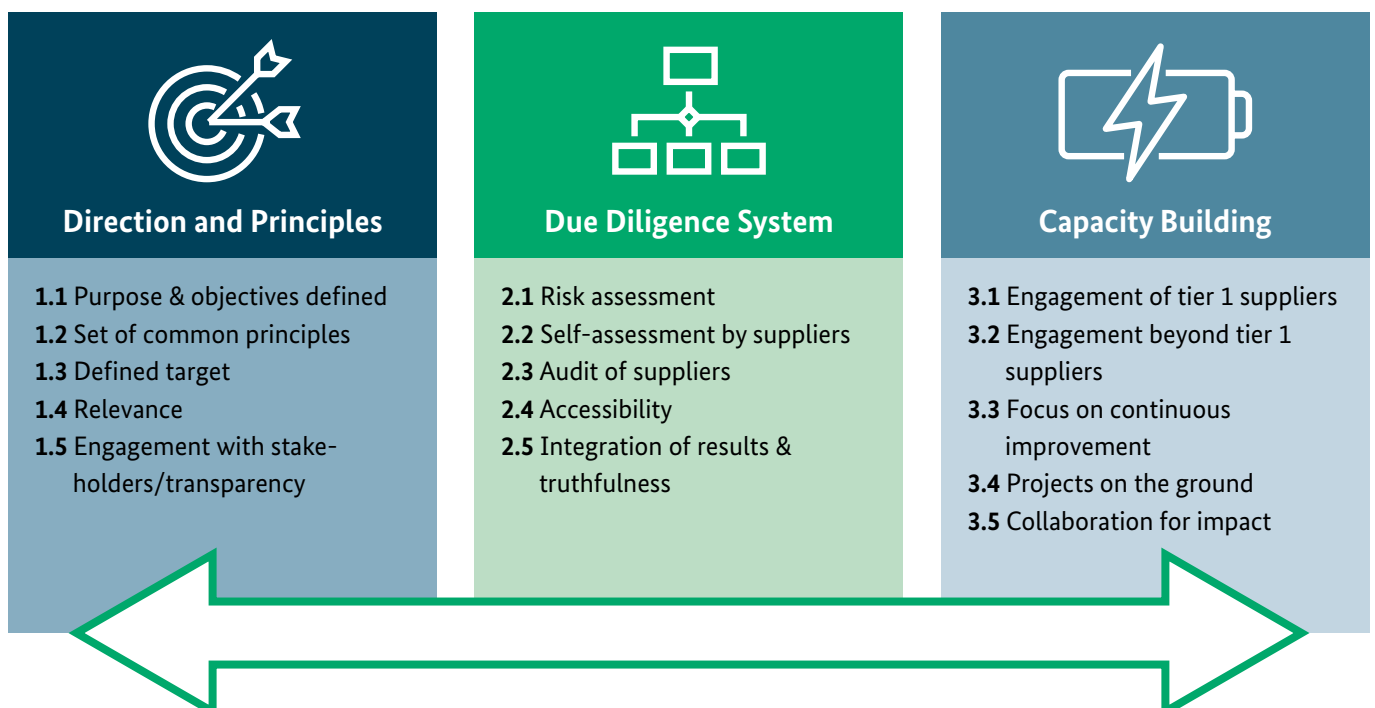 Direction and Principles
1.1 Purpose & objectives defined
1.2 Set of common principles
1.3 Defined target
1.4 Relevance
1.5 Engagement with stake-
holders/transparency
Due Diligence System
2.1 Risk assessment
2.2 Self-assessment by suppliers
2.3 Audit of suppliers
2.4 Accessibility
2.5 Integration of results &
truthfulness
Capacity Building
3.1 Engagement of tier 1 suppliers
3.2 Engagement beyond tier 1
suppliers
3.3 Focus on continuous
improvement
3.4 Projects on the ground
3.5 Collaboration for impact